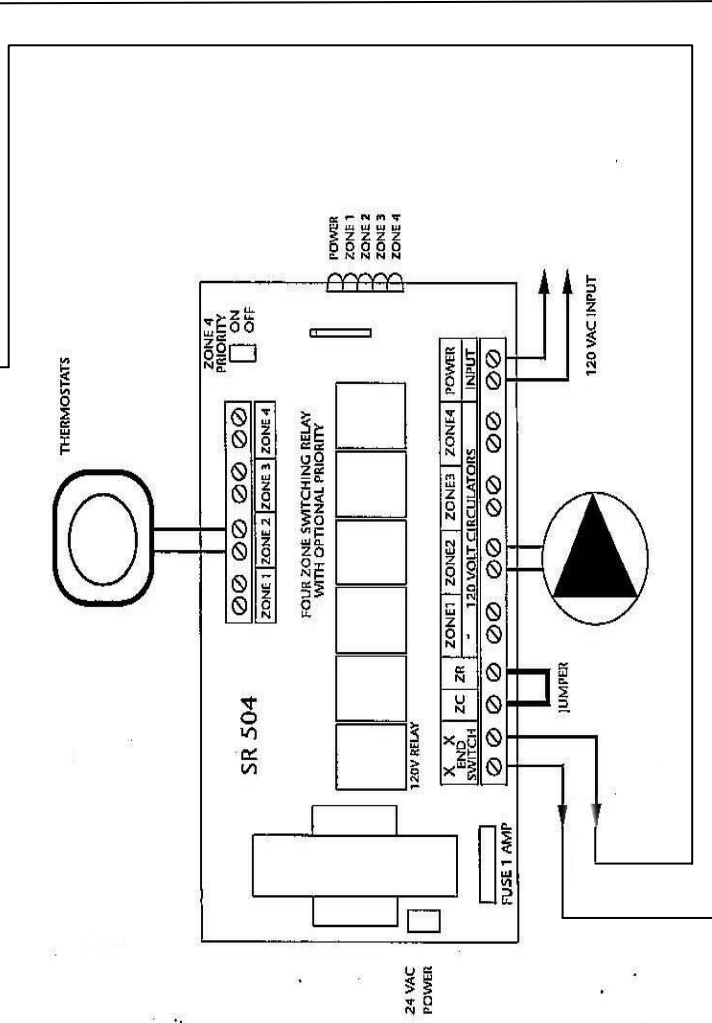 THERMOSTATS
ZONE 4
PRIORITY
ON
OFF
POWER
ZONE 1
ZONE 2
ZONE 3
ZONE 4
ZONE 1
ZONE 2
ZONE 3
ZONE 4
SR 504
FOUR ZONE SWITCHING RELAY
WITH OPTIONAL PRIORITY
120V RELAY
X X
END
SWITCH
ZC
ZR
ZONE1
ZONE2
ZONE3
ZONE4
- 120 VOLT CIRCULATORS
POWER
INPUT
FUSE 1 AMP
24 VAC
POWER
JUMPER
120 VAC INPUT